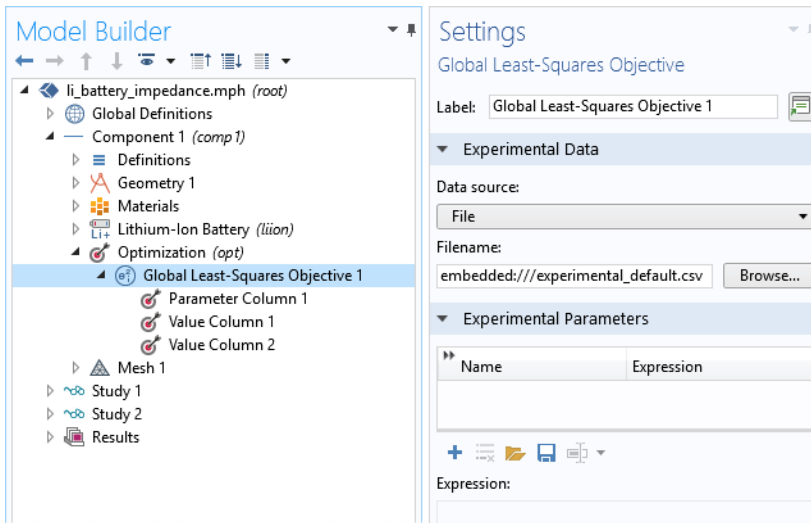 Model Builder
li_battery_impedance.mph (root)
Global Definitions
Component 1 (comp1)
Definitions
Geometry 1
Materials
Li+ Lithium-Ion Battery (liion)
Optimization (opt)
Global Least-Squares Objective 1
Parameter Column 1
Value Column 1
Value Column 2
Mesh 1
Study 1
Study 2
Results
Settings
Global Least-Squares Objective
Label: Global Least-Squares Objective 1
Experimental Data
Data source:
File
Filename:
embedded:///experimental_default.csv Browse...
Experimental Parameters
Name Expression
Expression: